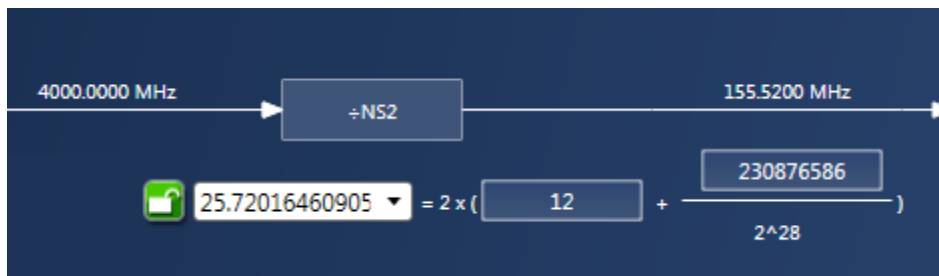 4000.0000 MHz
÷NS2
155.5200 MHz
25.72016460905 = 2 x ( 12 + 230876586 / 2^28 )